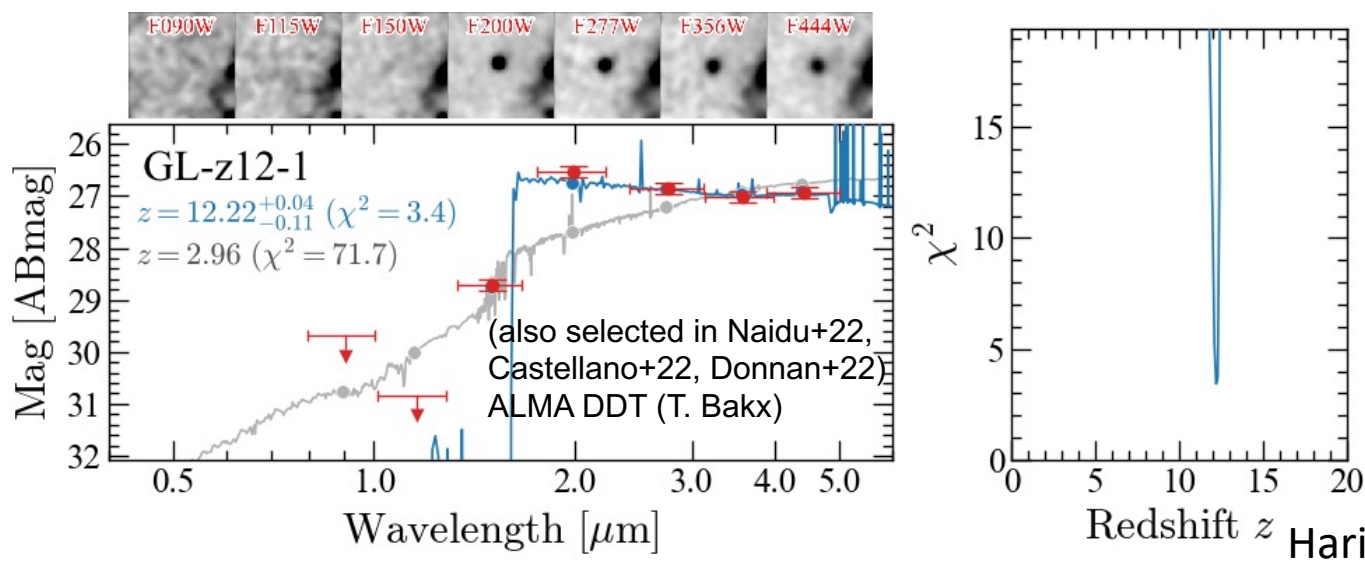 F090W F115W F150W F200W F277W F356W F444W
GL-z12-1
z = 12.22^{+0.04}_{-0.11} (χ² = 3.4)
z = 2.96 (χ² = 71.7)
(also selected in Naidu+22,
Castellano+22, Donnan+22)
ALMA DDT (T. Bakx)
Mag [ABmag]
26
27
28
29
30
31
32
0.5 1.0 2.0 3.0 4.0 5.0
Wavelength [μm]
χ²
15
10
5
0
0 5 10 15 20
Redshift z
Hari